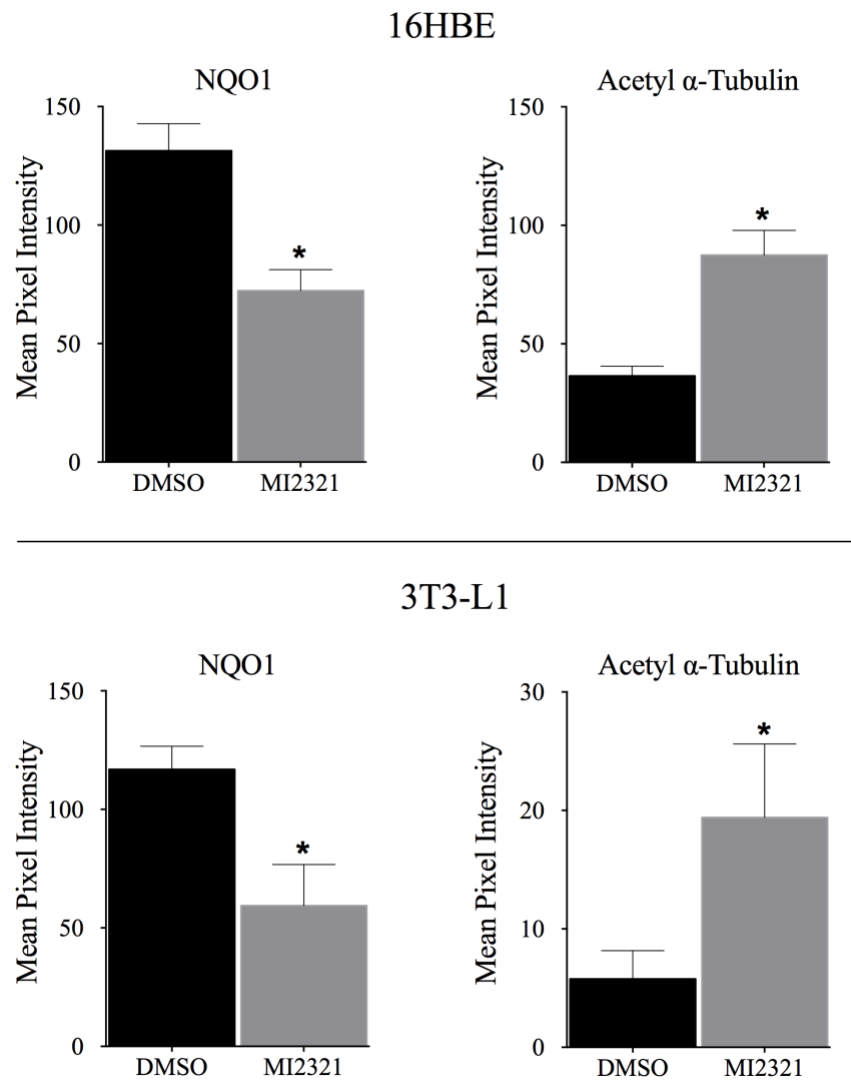 16HBE
NQO1
Mean Pixel Intensity
150
100
50
0
*
DMSO MI2321
Acetyl α-Tubulin
Mean Pixel Intensity
150
100
50
0
*
DMSO MI2321
3T3-L1
NQO1
Mean Pixel Intensity
150
100
50
0
*
DMSO MI2321
Acetyl α-Tubulin
Mean Pixel Intensity
30
20
10
0
*
DMSO MI2321